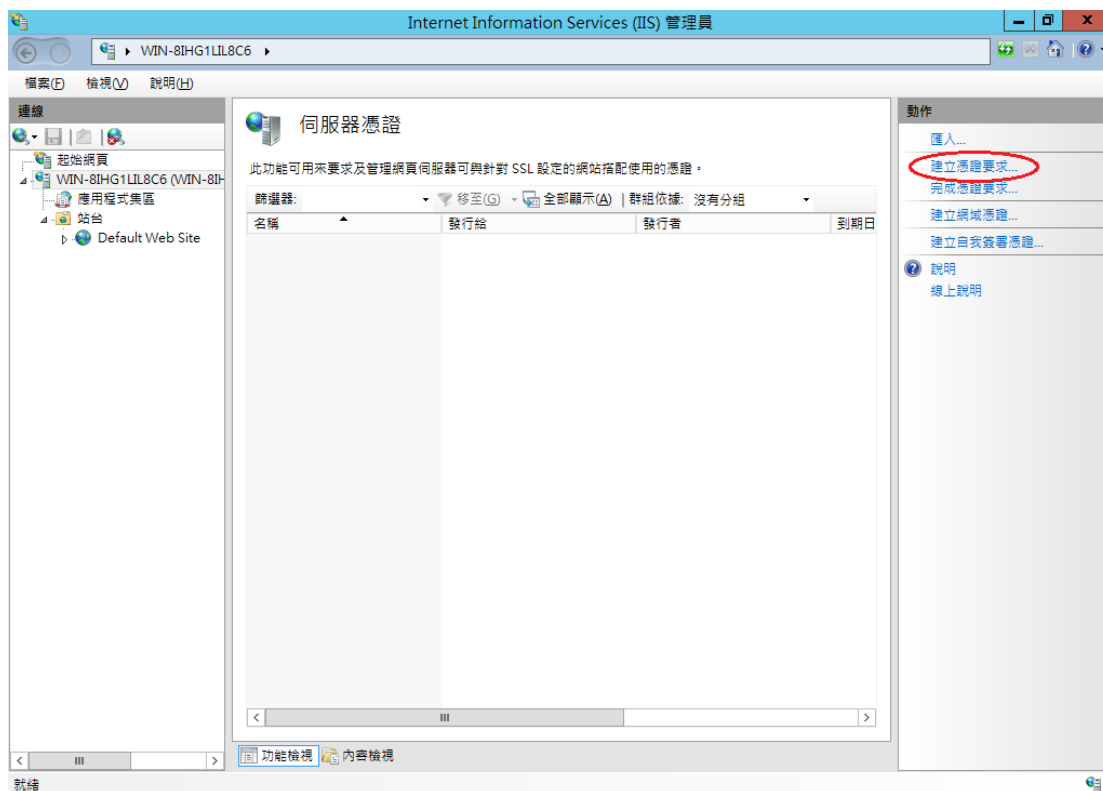 Internet Information Services (IIS) 管理員
WIN-8IHG1LIL8C6
檔案(F) 檢視(V) 說明(H)
連線
起始網頁
WIN-8IHG1LIL8C6 (WIN-8IH
應用程式集區
站台
Default Web Site
伺服器憑證
此功能可用來要求及管理網頁伺服器可與針對 SSL 設定的網站搭配使用的憑證。
篩選器: 移至(G) 全部顯示(A) 群組依據: 沒有分組
名稱 發行給 發行者 到期日
功能檢視 內容檢視
動作
匯入...
建立憑證要求...
完成憑證要求...
建立網域憑證...
建立自我簽署憑證...
說明
線上說明
就緒